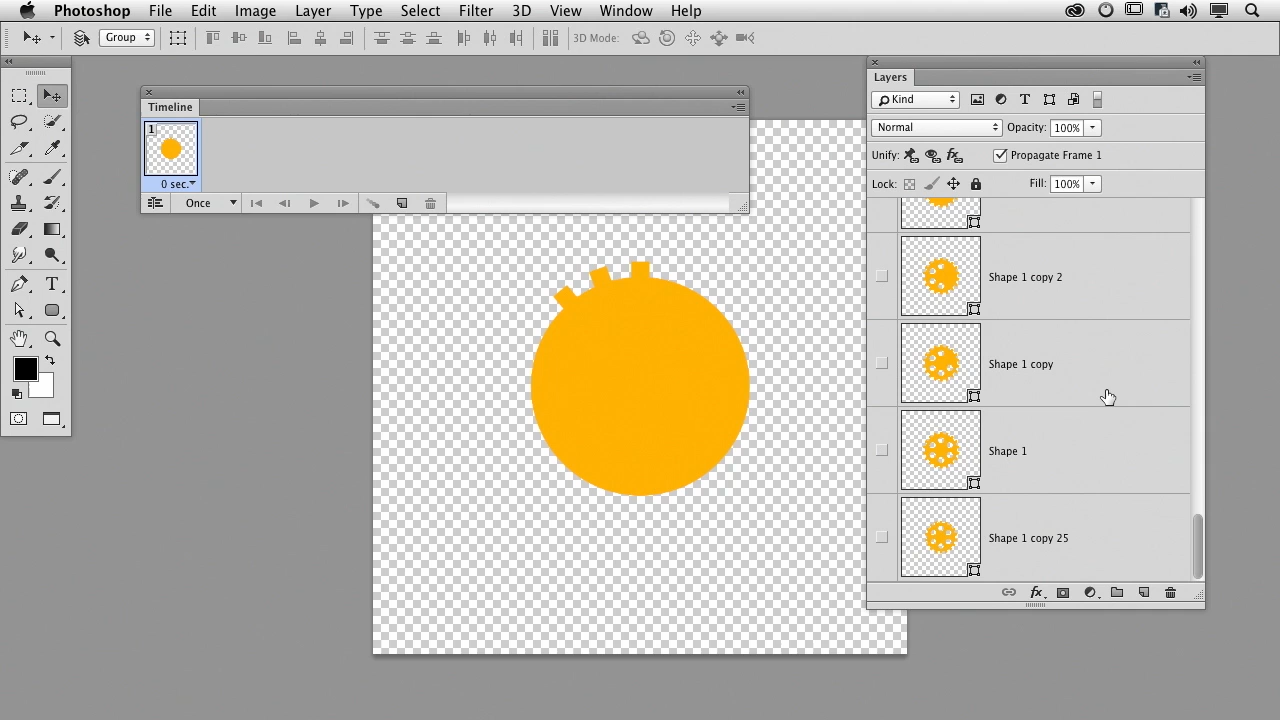 Photoshop File Edit Image Layer Type Select Filter 3D View Window Help
Group 3D Mode:
Layers
Timeline
Kind
1
Normal Opacity: 100%
Unify: Propagate Frame 1
0 sec.
Lock: Fill: 100%
Once
Shape 1 copy 2
Shape 1 copy
Shape 1
Shape 1 copy 25